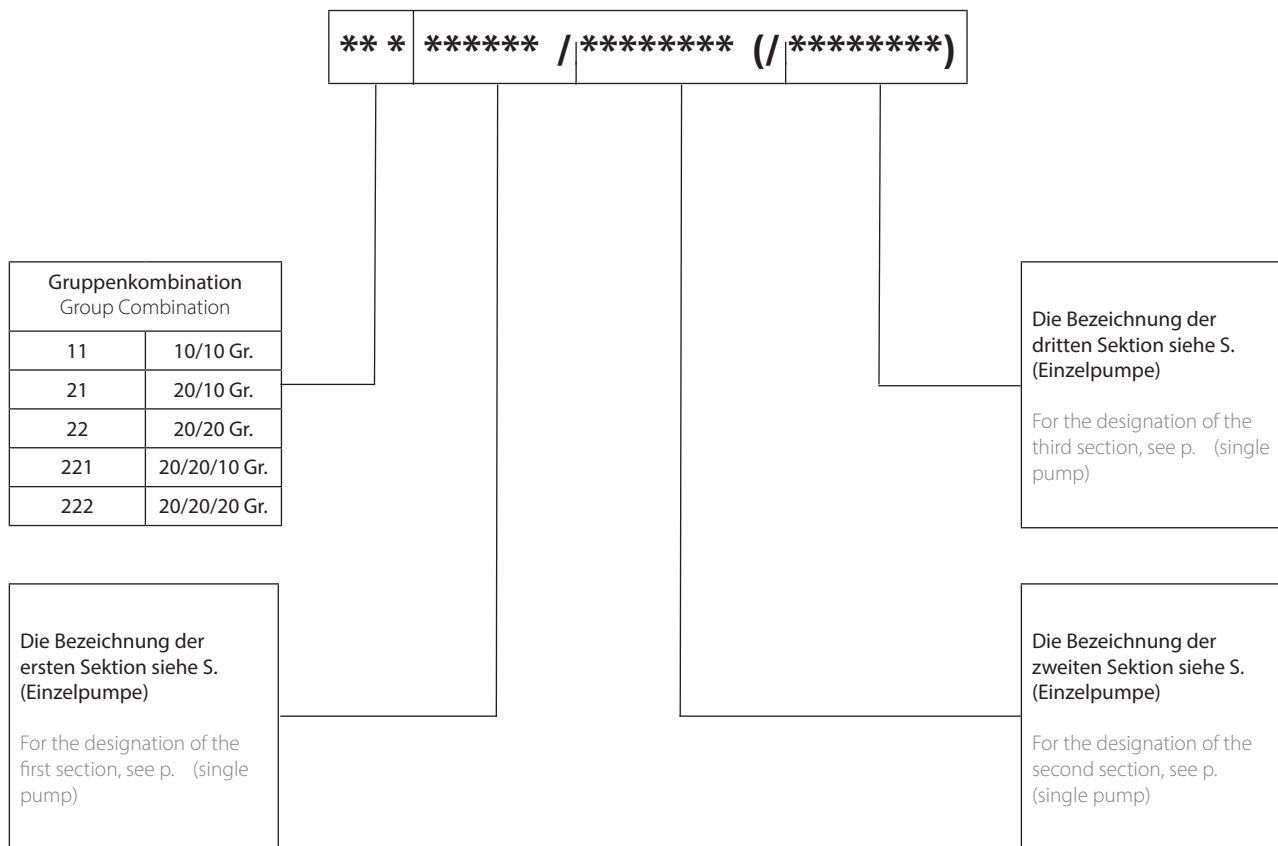 ** * ****** / ******** (/ ********)
Gruppenkombination
Group Combination
11 10/10 Gr.
21 20/10 Gr.
22 20/20 Gr.
221 20/20/10 Gr.
222 20/20/20 Gr.
Die Bezeichnung der
dritten Sektion siehe S.
(Einzelpumpe)
For the designation of the
third section, see p. (single
pump)
Die Bezeichnung der
ersten Sektion siehe S.
(Einzelpumpe)
For the designation of the
first section, see p. (single
pump)
Die Bezeichnung der
zweiten Sektion siehe S.
(Einzelpumpe)
For the designation of the
second section, see p.
(single pump)